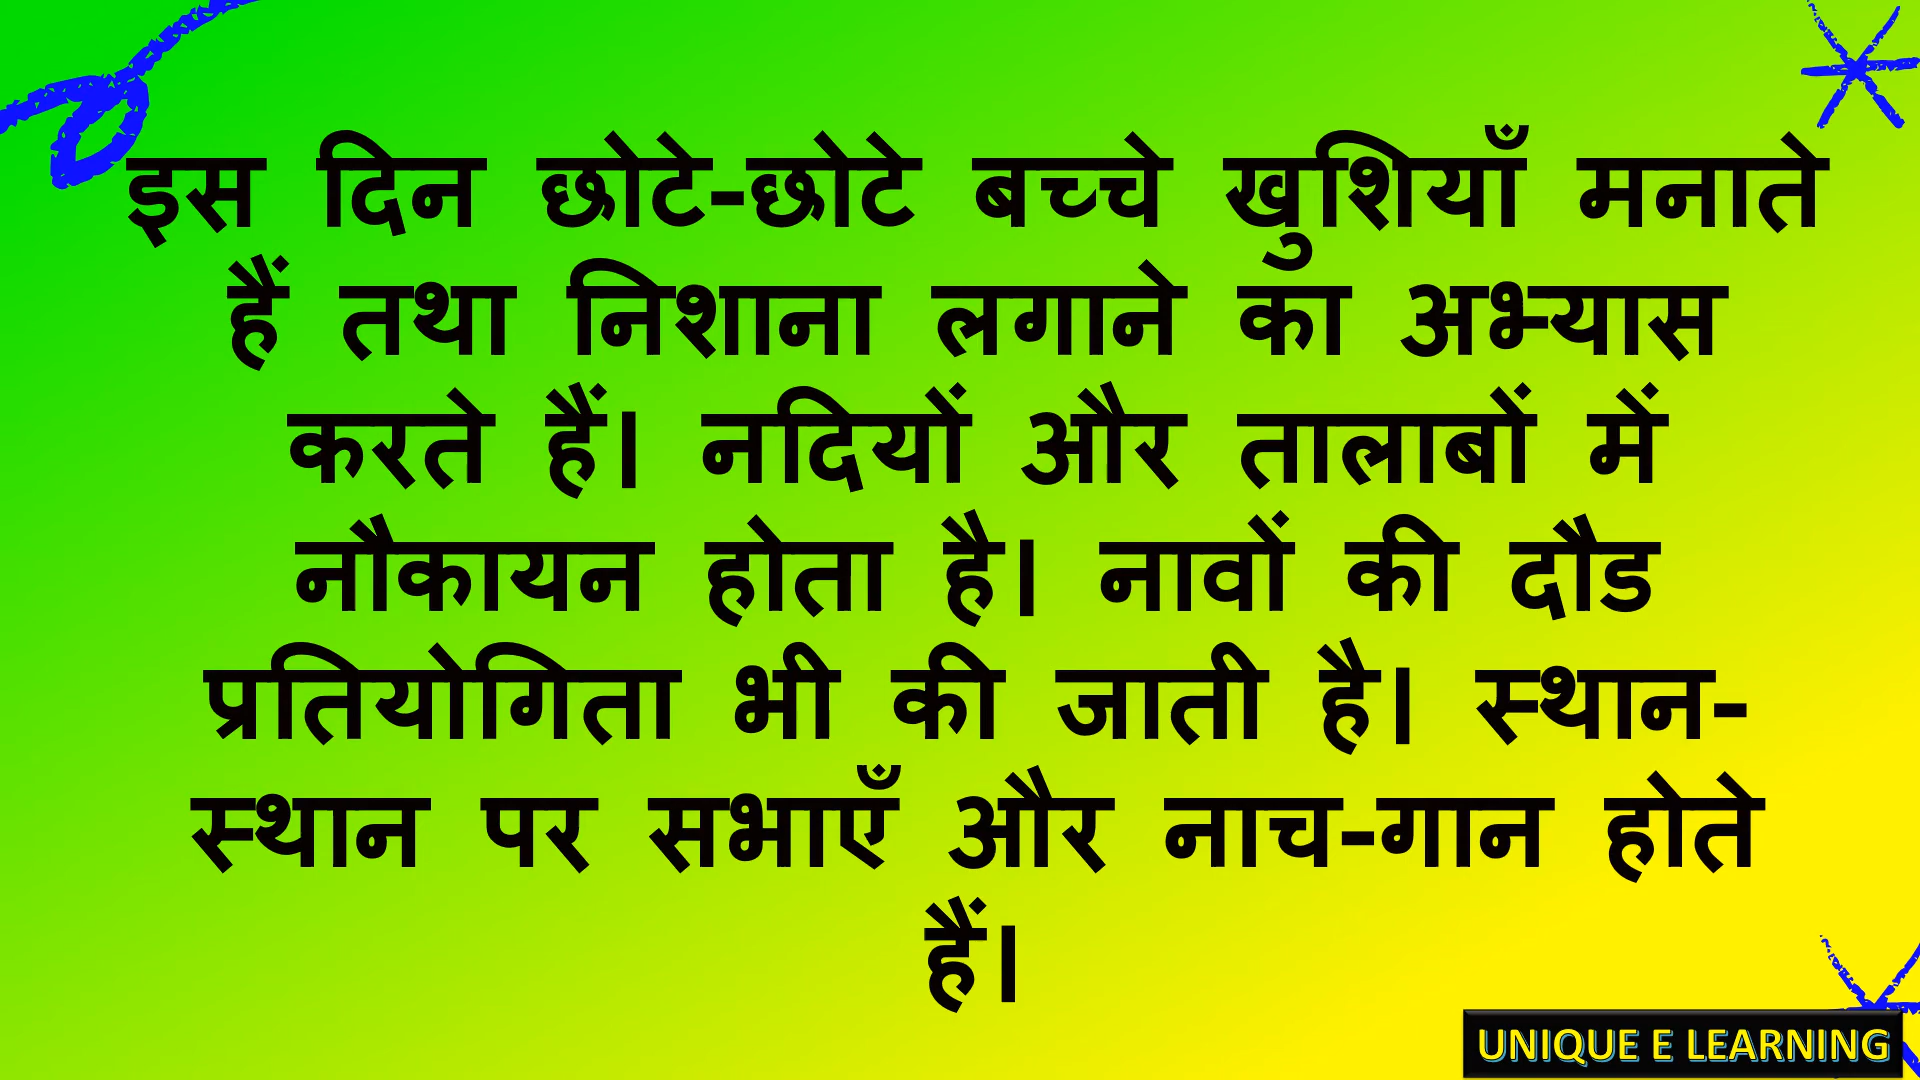 इस दिन छोटे-छोटे बच्चे खुशियाँ मनाते
हैं तथा निशाना लगाने का अभ्यास
करते हैं। नदियों और तालाबों में
नौकायन होता है। नावों की दौड
प्रतियोगिता भी की जाती है। स्थान-
स्थान पर सभाएँ और नाच-गान होते
हैं।
UNIQUE E LEARNING